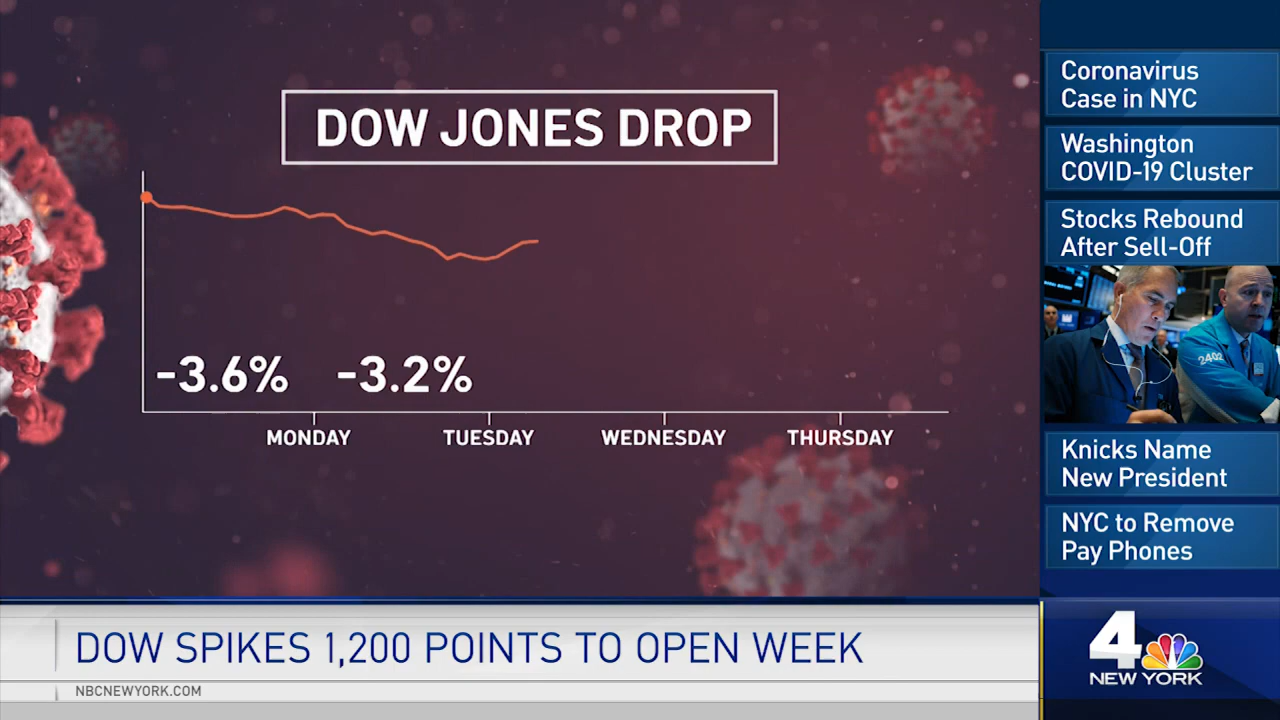 DOW JONES DROP
-3.6% -3.2%
MONDAY TUESDAY WEDNESDAY THURSDAY
Coronavirus
Case in NYC
Washington
COVID-19 Cluster
Stocks Rebound
After Sell-Off
2402
Knicks Name
New President
NYC to Remove
Pay Phones
DOW SPIKES 1,200 POINTS TO OPEN WEEK
NBCNEWYORK.COM
4
NEW YORK